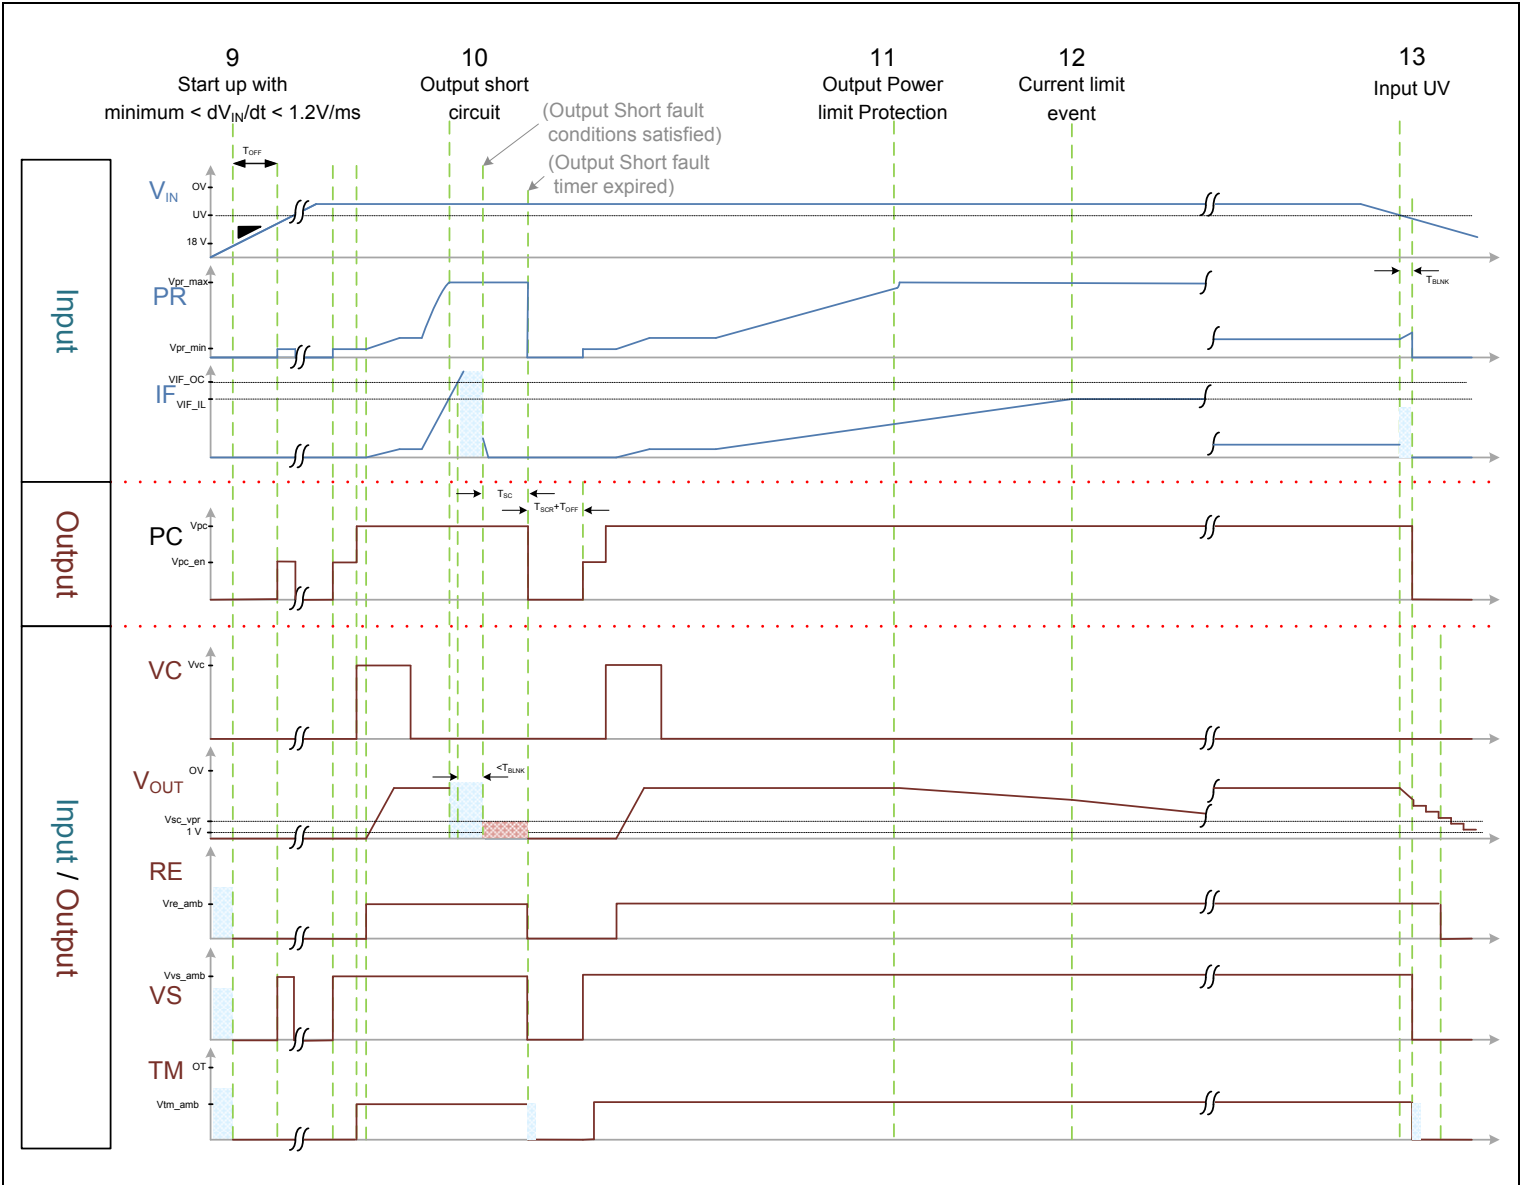 9
Start up with
minimum < dVIN/dt < 1.2V/ms
10
Output short
circuit
(Output Short fault
conditions satisfied)
(Output Short fault
timer expired)
11
Output Power
limit Protection
12
Current limit
event
13
Input UV
Input
TOFF
VIN
OV
UV
18 V
PR
Vpr_max
Vpr_min
TBLNK
IF
VIF_OC
VIF_IL
Output
TSC
TSCR+TOFF
PC
Vpc
Vpc_en
Input / Output
VC
Vvc
VOUT
OV
<TBLNK
Vsc_vpr
1 V
RE
Vre_amb
VS
Vvs_amb
TM
OT
Vtm_amb